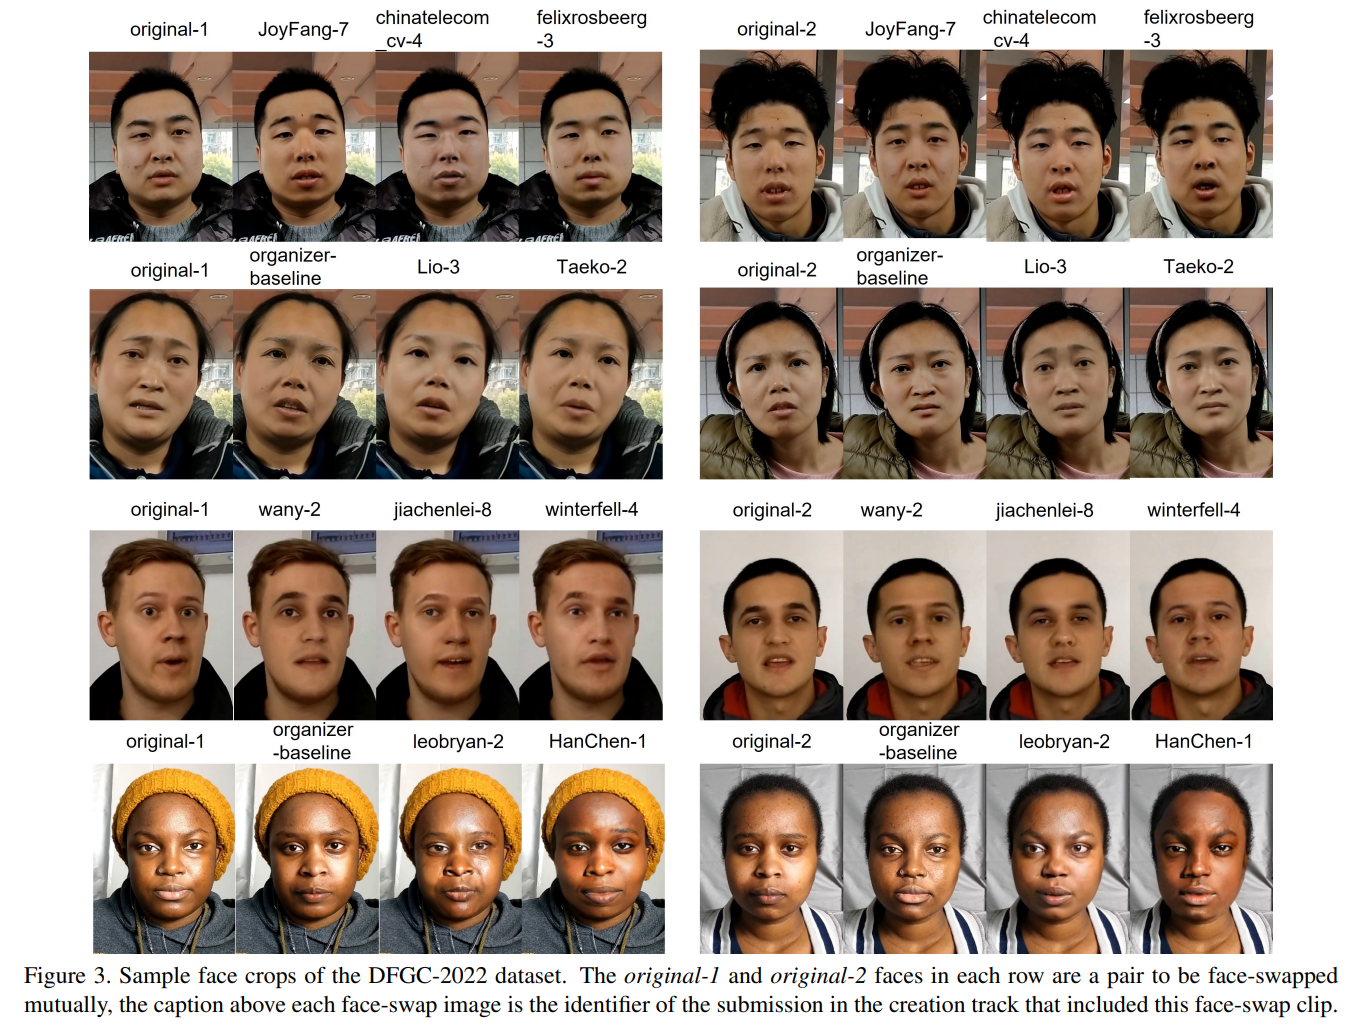 original-1 JoyFang-7 chinatelecom_cv-4 felixrosbeerg-3 original-2 JoyFang-7 chinatelecom_cv-4 felixrosbeerg-3
original-1 organizer-baseline Lio-3 Taeko-2 original-2 organizer-baseline Lio-3 Taeko-2
original-1 wany-2 jiachenlei-8 winterfell-4 original-2 wany-2 jiachenlei-8 winterfell-4
original-1 organizer-baseline leobryan-2 HanChen-1 original-2 organizer-baseline leobryan-2 HanChen-1
Figure 3. Sample face crops of the DFGC-2022 dataset. The original-1 and original-2 faces in each row are a pair to be face-swapped
mutually, the caption above each face-swap image is the identifier of the submission in the creation track that included this face-swap clip.